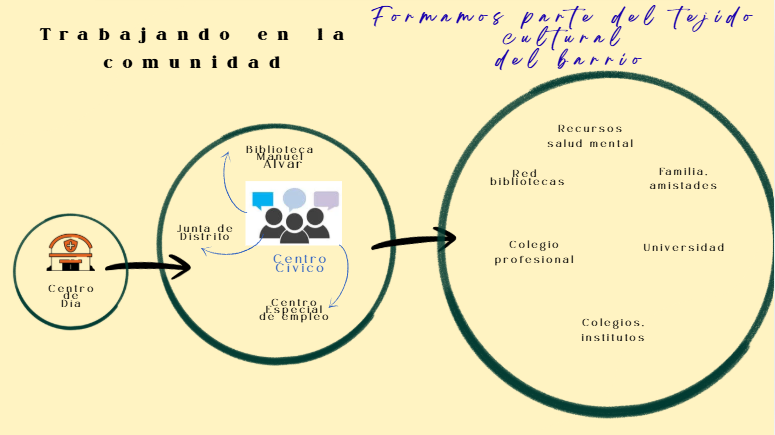 Trabajando en la
comunidad
Formamos parte del tejido
cultural
del barrio
Centro
de
Dia
Biblioteca
Manuel
Alvar
Junta de
Distrito
Centro
Cívico
Centro
Especial
de empleo
Recursos
salud mental
Red
bibliotecas
Familia,
amistades
Colegio
profesional
Universidad
Colegios,
institutos